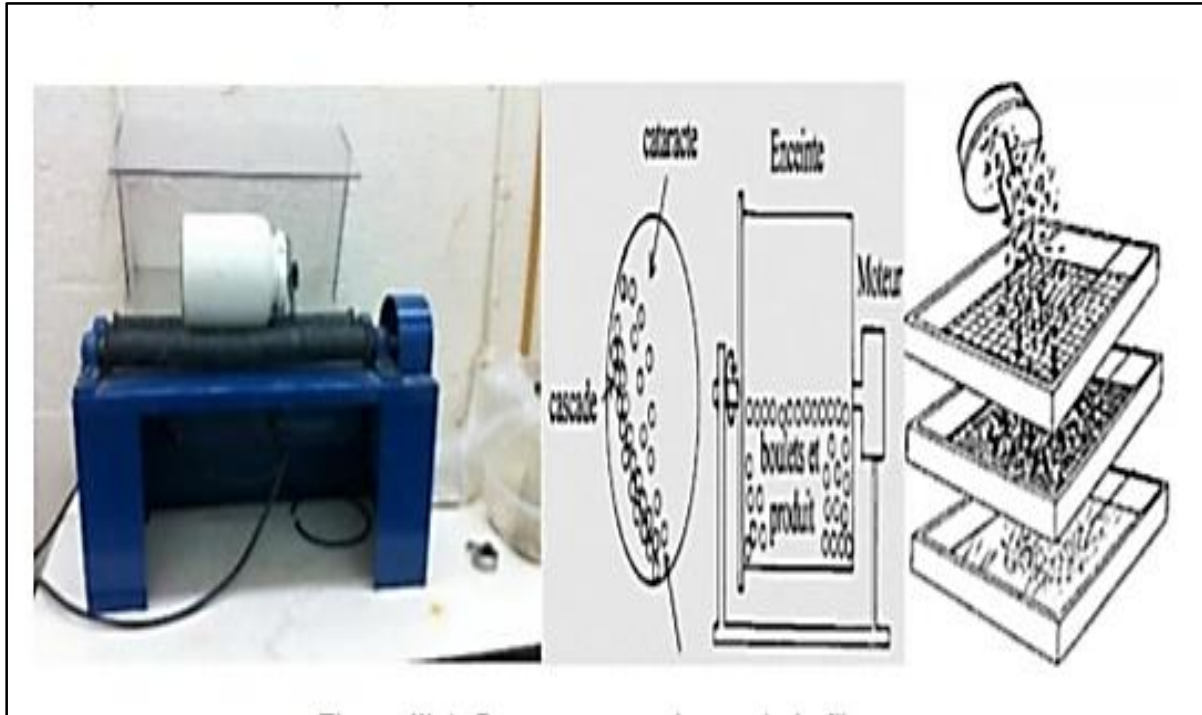 cataracte
cascade
Enceinte
Moteur
boulets et
produit